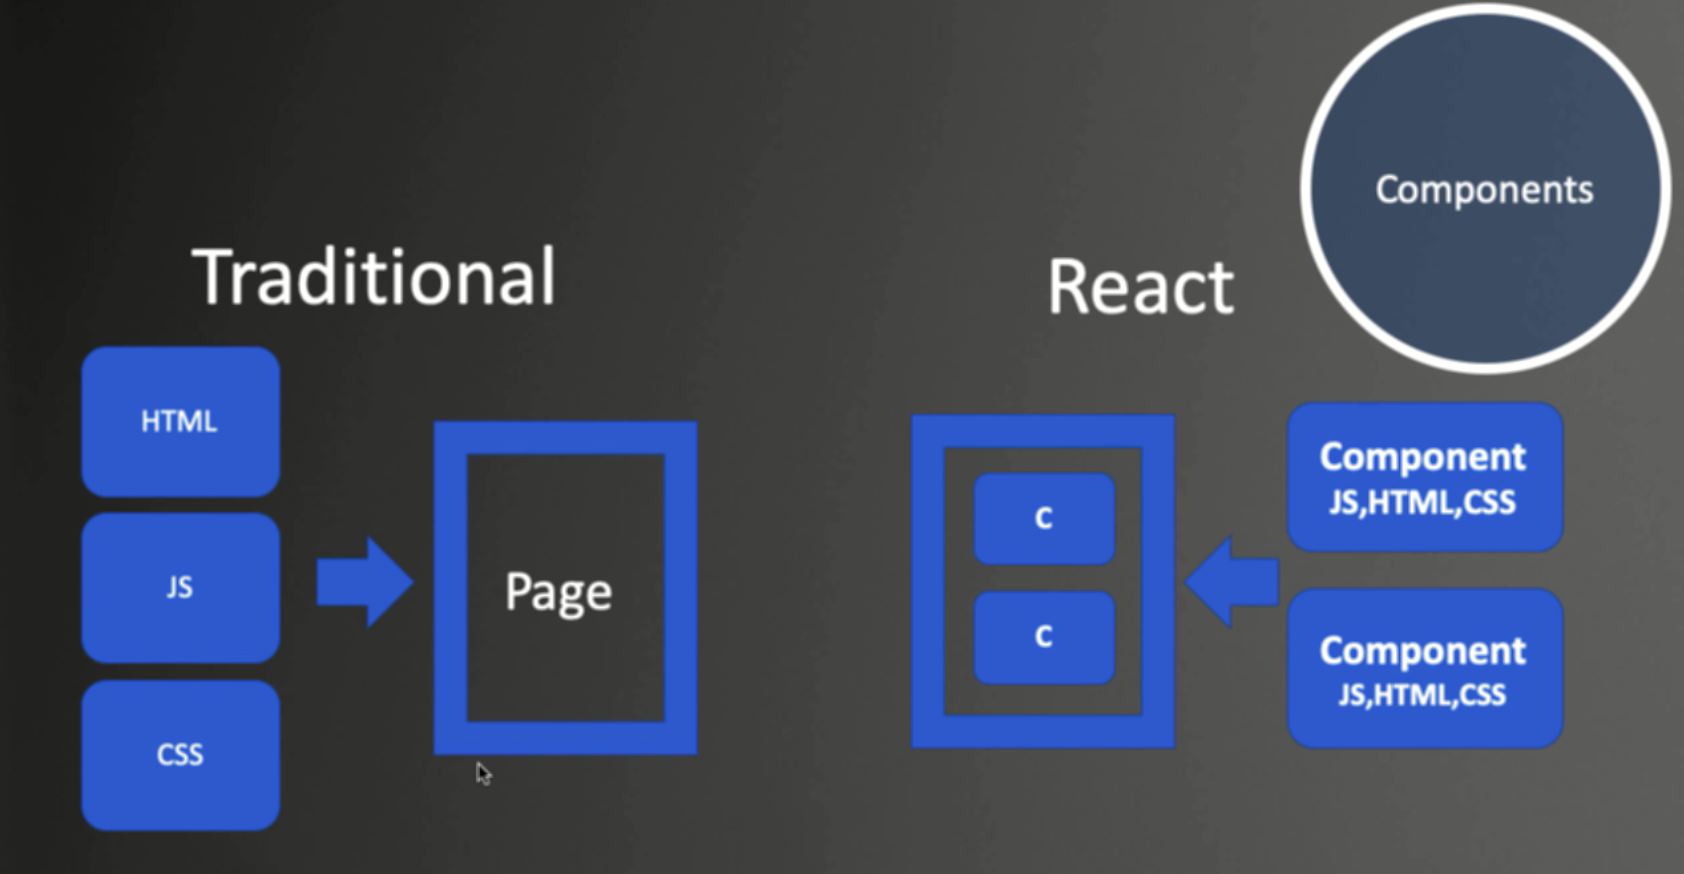 Components
Traditional
React
HTML
JS
CSS
Page
C
C
Component
JS,HTML,CSS
Component
JS,HTML,CSS